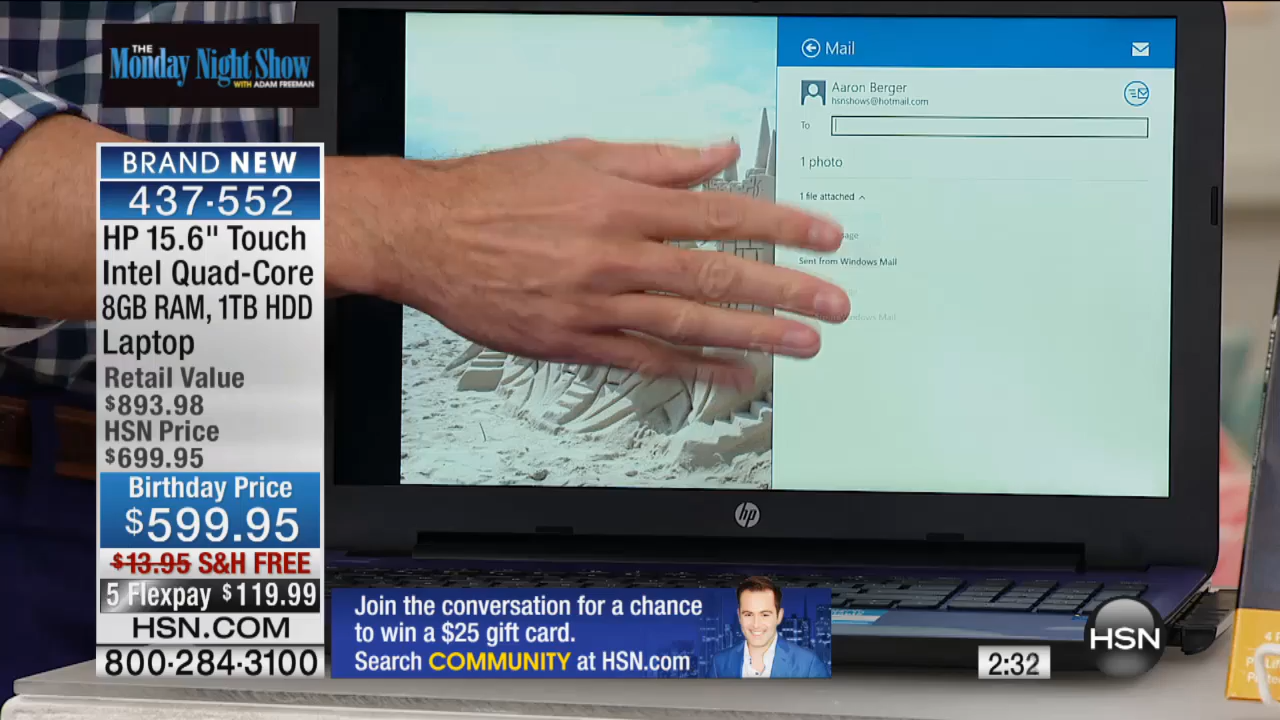 THE
Monday Night Show
WITH ADAM FREEMAN
BRAND NEW
437-552
HP 15.6" Touch
Intel Quad-Core
8GB RAM, 1TB HDD
Laptop
Retail Value
$893.98
HSN Price
$699.95
Birthday Price
$599.95
$13.95 S&H FREE
5 Flexpay $119.99
HSN.COM
800-284-3100
Mail
Aaron Berger
hsnshows@hotmail.com
To
1 photo
1 file attached
Sent from Windows Mail
hp
Join the conversation for a chance
to win a $25 gift card.
Search COMMUNITY at HSN.com
2:32
HSN